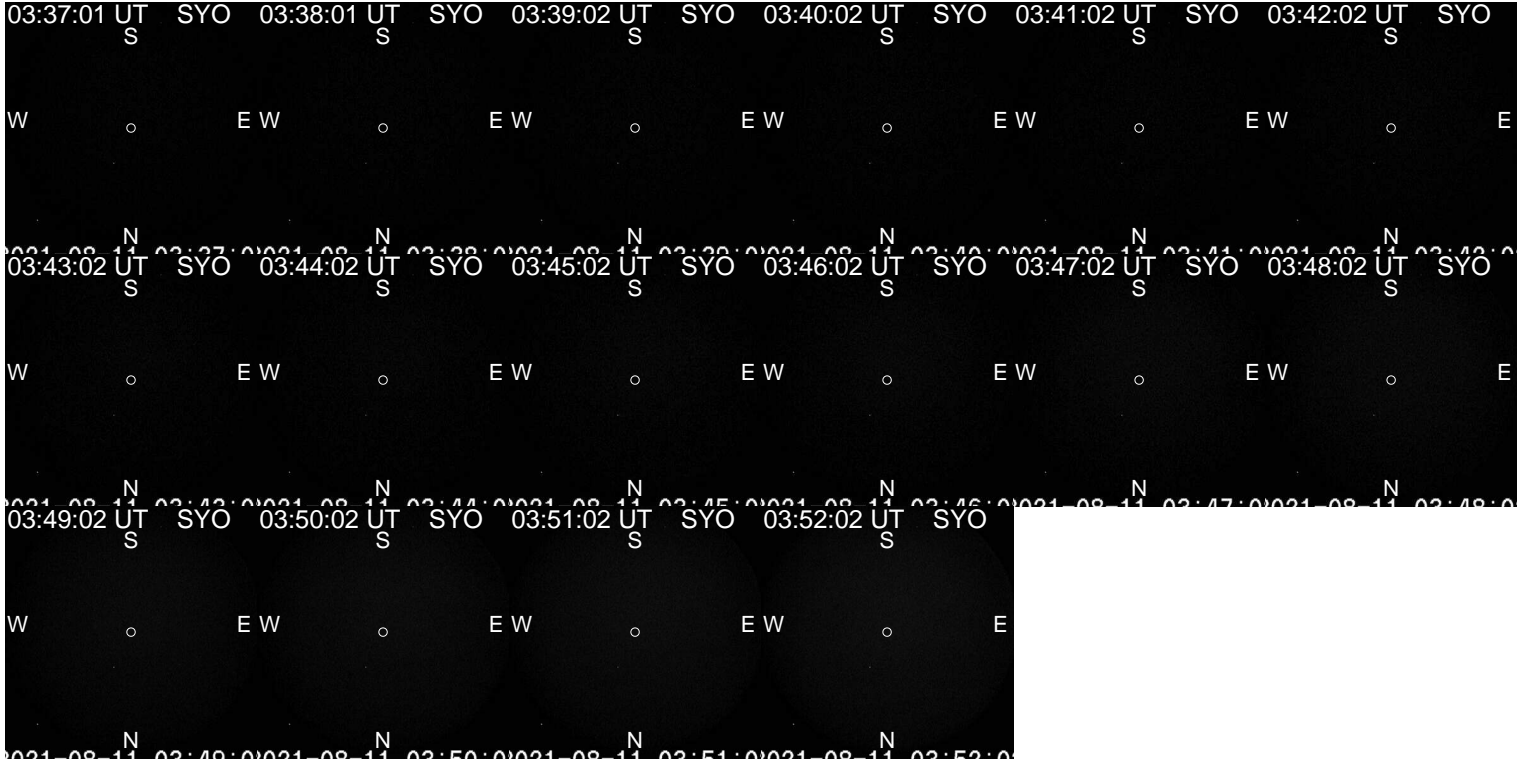 03:37:01 UT SYO 03:38:01 UT SYO 03:39:02 UT SYO 03:40:02 UT SYO 03:41:02 UT SYO 03:42:02 UT SYO
S S S S S S
W E W E W E W E W E W E
N N N N N N
03:43:02 UT SYO 03:44:02 UT SYO 03:45:02 UT SYO 03:46:02 UT SYO 03:47:02 UT SYO 03:48:02 UT SYO
S S S S S S
W E W E W E W E W E W E
N N N N N N
03:49:02 UT SYO 03:50:02 UT SYO 03:51:02 UT SYO 03:52:02 UT SYO
S S S S
W E W E W E W E
N N N N